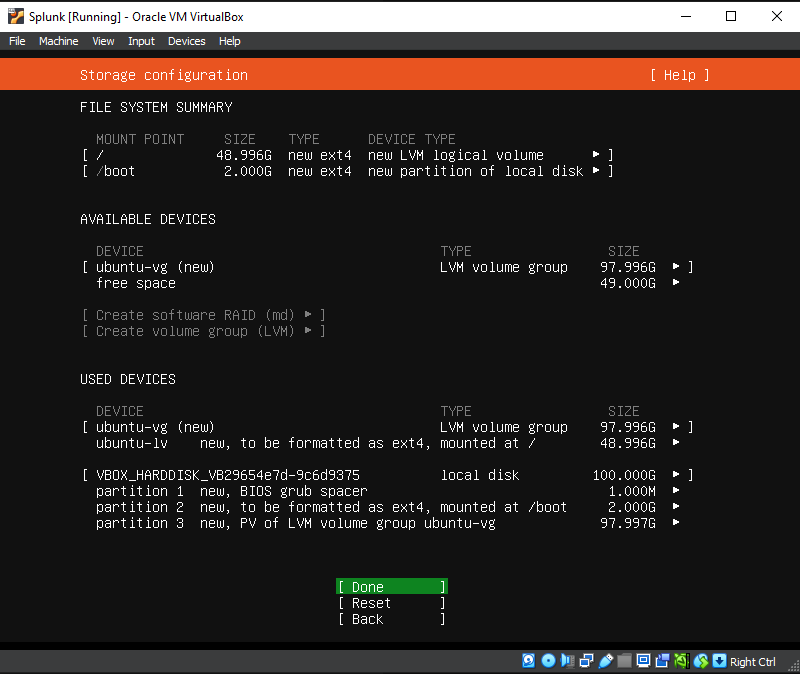 Splunk [Running] - Oracle VM VirtualBox
File Machine View Input Devices Help
Storage configuration [ Help ]
FILE SYSTEM SUMMARY
MOUNT POINT SIZE TYPE DEVICE TYPE
[ / 48.996G new ext4 new LVM logical volume ▸ ]
[ /boot 2.000G new ext4 new partition of local disk ▸ ]
AVAILABLE DEVICES
DEVICE TYPE SIZE
[ ubuntu-vg (new) LVM volume group 97.996G ▸ ]
free space 49.000G ▸
[ Create software RAID (md) ▸ ]
[ Create volume group (LVM) ▸ ]
USED DEVICES
DEVICE TYPE SIZE
[ ubuntu-vg (new) LVM volume group 97.996G ▸ ]
ubuntu-lv new, to be formatted as ext4, mounted at / 48.996G ▸
[ VBOX_HARDDISK_VB29654e7d-9c6d9375 local disk 100.000G ▸ ]
partition 1 new, BIOS grub spacer 1.000M ▸
partition 2 new, to be formatted as ext4, mounted at /boot 2.000G ▸
partition 3 new, PV of LVM volume group ubuntu-vg 97.997G ▸
[ Done ]
[ Reset ]
[ Back ]
Right Ctrl